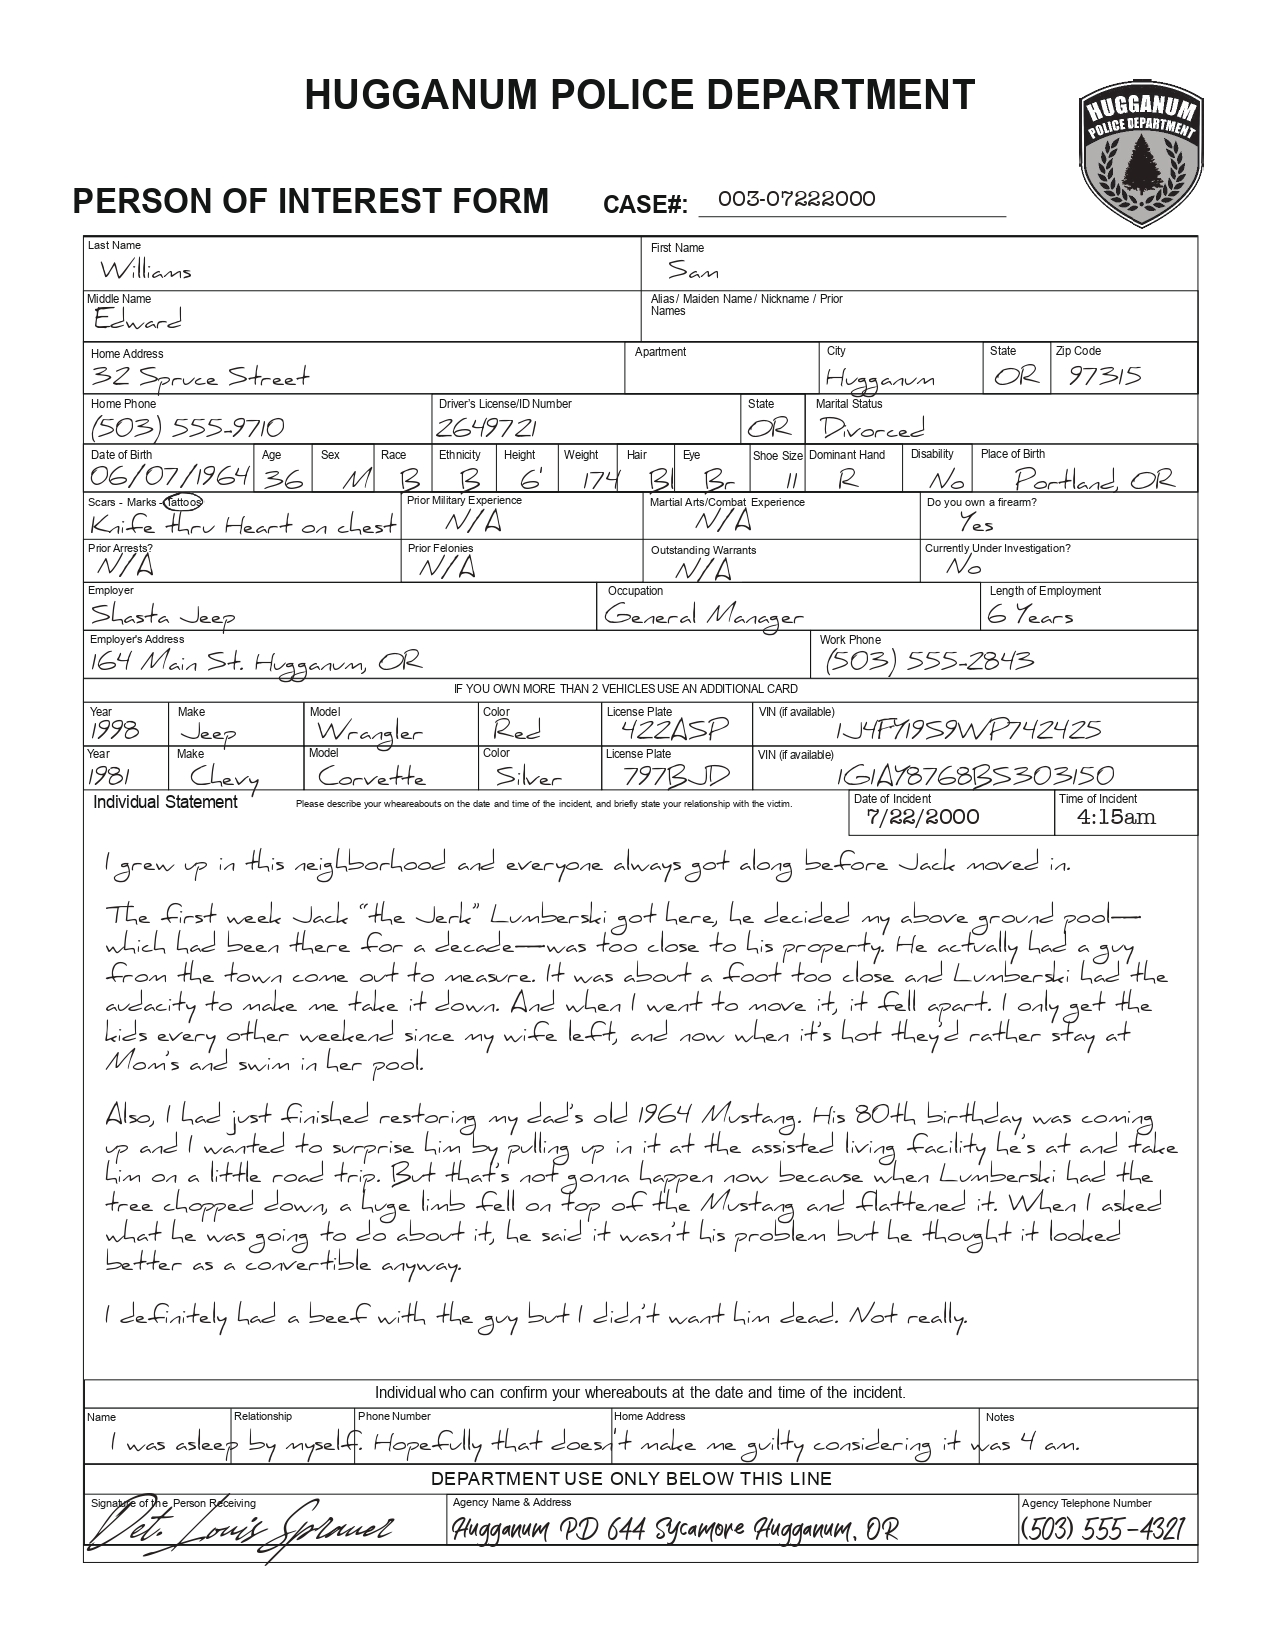 HUGGANUM POLICE DEPARTMENT
HUGGANUM
POLICE DEPARTMENT
PERSON OF INTEREST FORM CASE#: 003-07222000
Last Name First Name
Williams Sam
Middle Name Alias / Maiden Name / Nickname / Prior Names
Edward
Home Address Apartment City State Zip Code
32 Spruce Street Hugganum OR 97315
Home Phone Driver's License/ID Number State Marital Status
(503) 555-9710 2649721 OR Divorced
Date of Birth Age Sex Race Ethnicity Height Weight Hair Eye Shoe Size Dominant Hand Disability Place of Birth
06/07/1964 36 M B B 6' 174 Bl Br 11 R No Portland, OR
Scars - Marks - Tattoos Prior Military Experience Martial Arts/Combat Experience Do you own a firearm?
Knife thru Heart on chest N/A N/A Yes
Prior Arrests? Prior Felonies Outstanding Warrants Currently Under Investigation?
N/A N/A N/A No
Employer Occupation Length of Employment
Shasta Jeep General Manager 6 Years
Employer's Address Work Phone
164 Main St. Hugganum, OR (503) 555-2843
IF YOU OWN MORE THAN 2 VEHICLES USE AN ADDITIONAL CARD
Year Make Model Color License Plate VIN (if available)
1998 Jeep Wrangler Red 422ASP 1J4FY19S9WP742425
Year Make Model Color License Plate VIN (if available)
1981 Chevy Corvette Silver 797BJD 1G1AY8768BS303150
Individual Statement Please describe your wheareabouts on the date and time of the incident, and briefly state your relationship with the victim. Date of Incident Time of Incident
7/22/2000 4:15am
I grew up in this neighborhood and everyone always got along before Jack moved in.
The first week Jack "the Jerk" Lumberski got here, he decided my above ground pool—
which had been there for a decade—was too close to his property. He actually had a guy
from the town come out to measure. It was about a foot too close and Lumberski had the
audacity to make me take it down. And when I went to move it, it fell apart. I only get the
kids every other weekend since my wife left, and now when it's hot they'd rather stay at
Mom's and swim in her pool.
Also, I had just finished restoring my dad's old 1964 Mustang. His 80th birthday was coming
up and I wanted to surprise him by pulling up in it at the assisted living facility he's at and take
him on a little road trip. But that's not gonna happen now because when Lumberski had the
tree chopped down, a huge limb fell on top of the Mustang and flattened it. When I asked
what he was going to do about it, he said it wasn't his problem but he thought it looked
better as a convertible anyway.
I definitely had a beef with the guy but I didn't want him dead. Not really.
Individual who can confirm your whereabouts at the date and time of the incident.
Name Relationship Phone Number Home Address Notes
I was asleep by myself. Hopefully that doesn't make me guilty considering it was 4 am.
DEPARTMENT USE ONLY BELOW THIS LINE
Signature of the Person Receiving Agency Name & Address Agency Telephone Number
Det. Louis Sprauer Hugganum PD 644 Sycamore Hugganum, OR (503) 555-4321